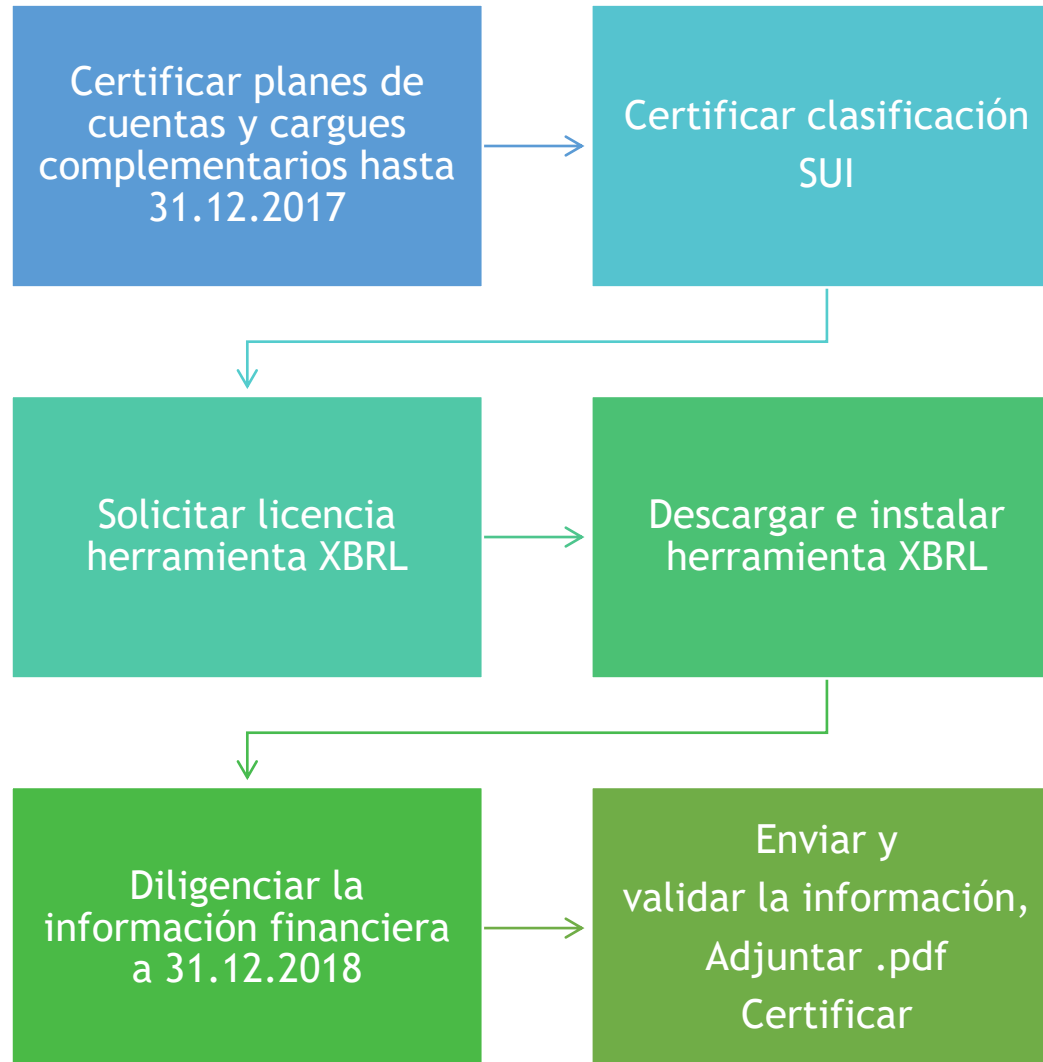 Certificar planes de
cuentas y cargues
complementarios hasta
31.12.2017
Certificar clasificación
SUI
Solicitar licencia
herramienta XBRL
Descargar e instalar
herramienta XBRL
Diligenciar la
información financiera
a 31.12.2018
Enviar y
validar la información,
Adjuntar .pdf
Certificar